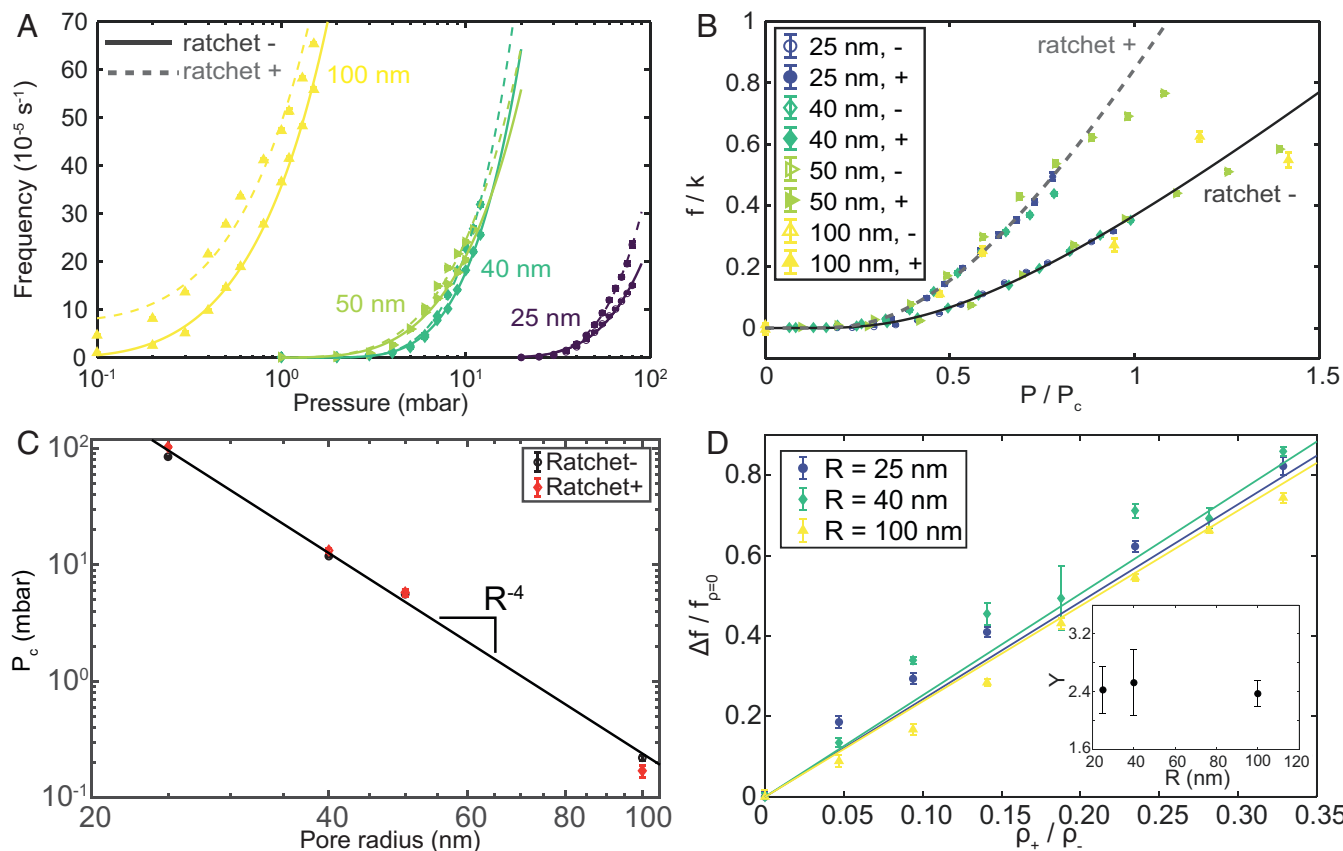 A
70
60
50
40
30
20
10
0
Frequency (10⁻⁵ s⁻¹)
ratchet -
ratchet +
100 nm
50 nm
40 nm
25 nm
10⁻¹
10⁰
10¹
10²
Pressure (mbar)
B
1
0.8
0.6
0.4
0.2
0
f / k
25 nm, -
25 nm, +
40 nm, -
40 nm, +
50 nm, -
50 nm, +
100 nm, -
100 nm, +
ratchet +
ratchet -
0 0.5 1 1.5
P / P_c
C
10²
10¹
10⁰
10⁻¹
P_c (mbar)
Ratchet-
Ratchet+
R⁻⁴
20 40 60 80 100
Pore radius (nm)
D
0.8
0.6
0.4
0.2
0
Δf / f_ρ=0
R = 25 nm
R = 40 nm
R = 100 nm
3.2
2.4
1.6
Y
20 40 60 80 100 120
R (nm)
0 0.05 0.10 0.15 0.20 0.25 0.30 0.35
ρ₊ / ρ₋